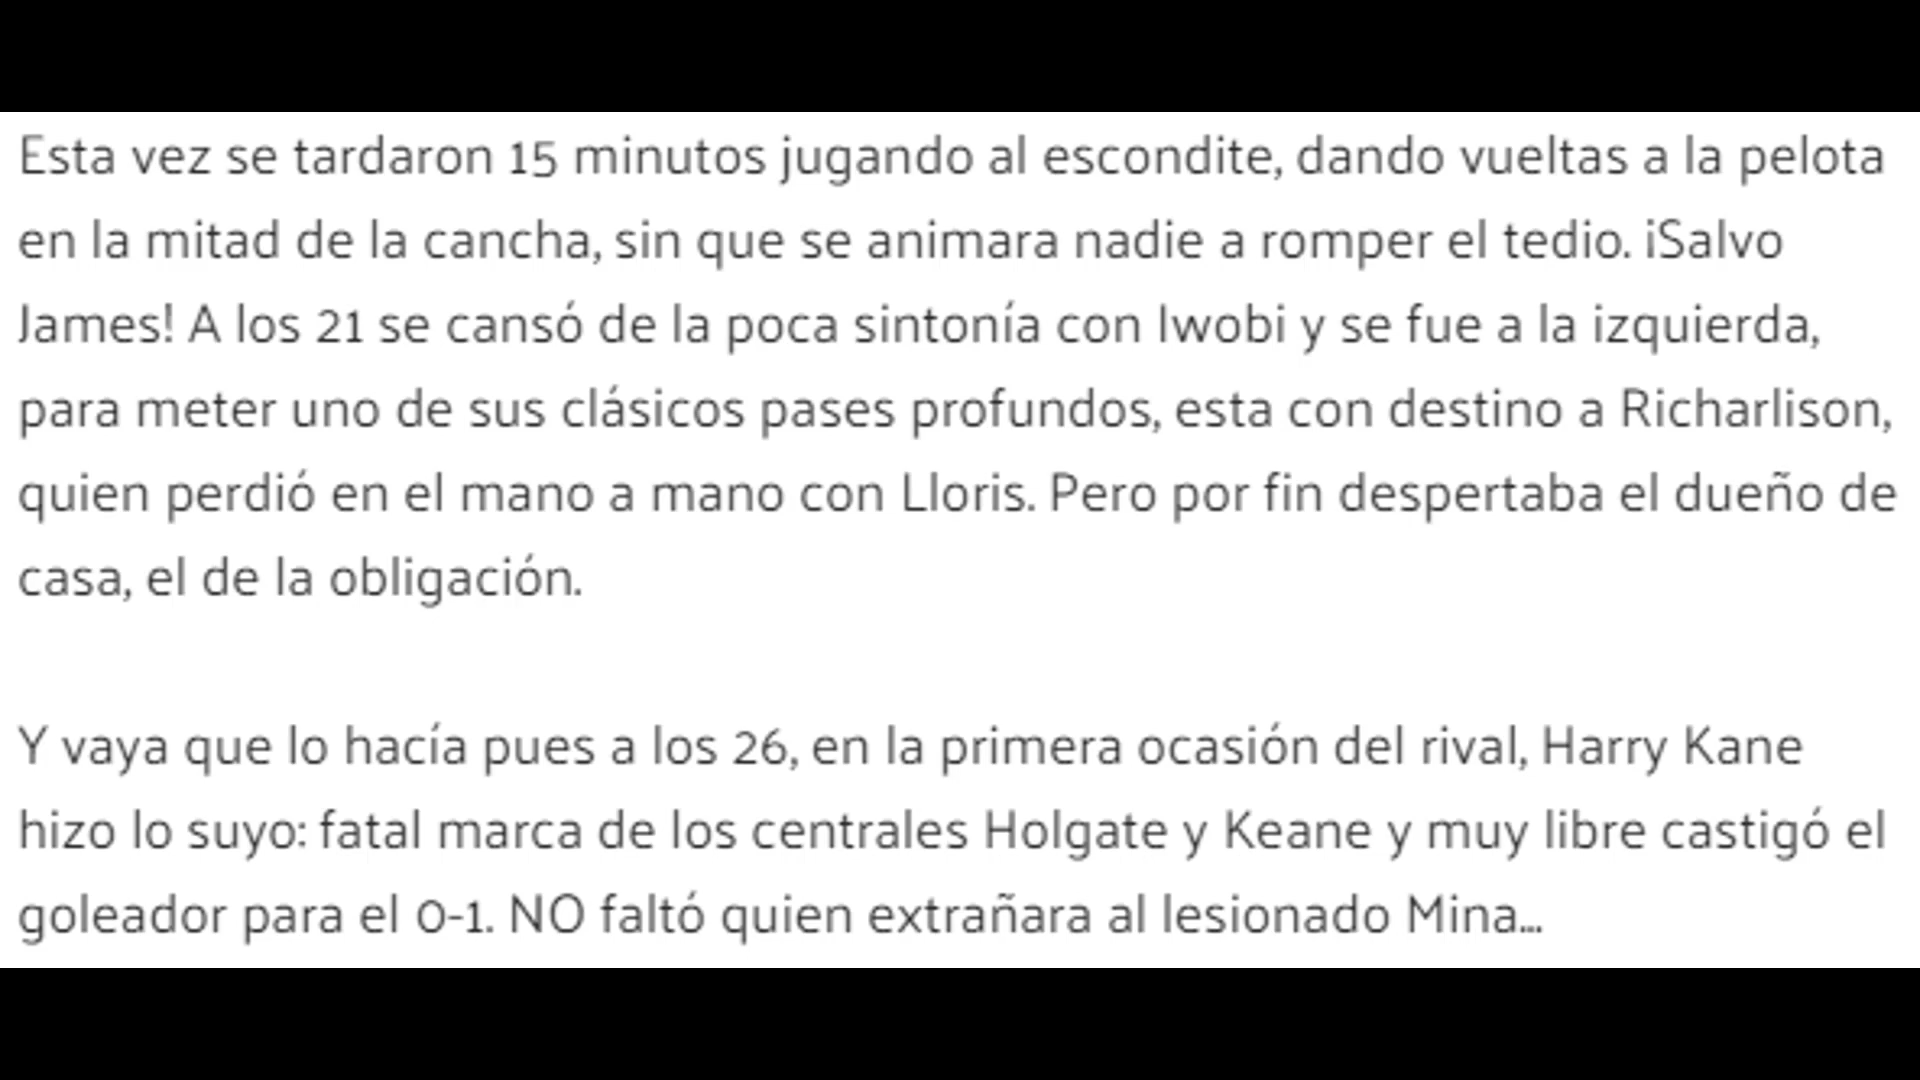 Esta vez se tardaron 15 minutos jugando al escondite, dando vueltas a la pelota
en la mitad de la cancha, sin que se animara nadie a romper el tedio. ¡Salvo
James! A los 21 se cansó de la poca sintonía con Iwobi y se fue a la izquierda,
para meter uno de sus clásicos pases profundos, esta con destino a Richarlison,
quien perdió en el mano a mano con Lloris. Pero por fin despertaba el dueño de
casa, el de la obligación.
Y vaya que lo hacía pues a los 26, en la primera ocasión del rival, Harry Kane
hizo lo suyo: fatal marca de los centrales Holgate y Keane y muy libre castigó el
goleador para el 0-1. NO faltó quien extrañara al lesionado Mina...